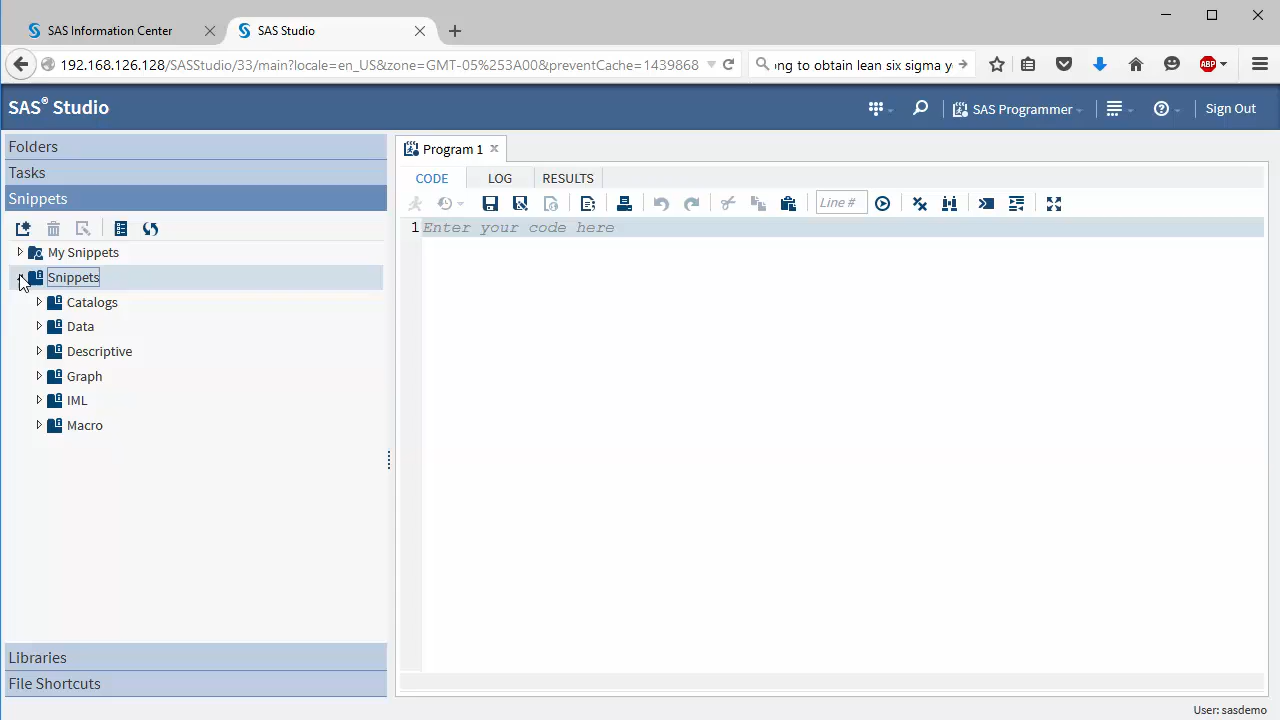 SAS Information Center
SAS Studio
192.168.126.128/SASStudio/33/main?locale=en_US&zone=GMT-05%253A00&preventCache=1439868
ng to obtain lean six sigma y
ABP
SAS® Studio
SAS Programmer
Sign Out
Folders
Tasks
Snippets
My Snippets
Snippets
Catalogs
Data
Descriptive
Graph
IML
Macro
Libraries
File Shortcuts
Program 1
CODE LOG RESULTS
Line #
1 Enter your code here
User: sasdemo